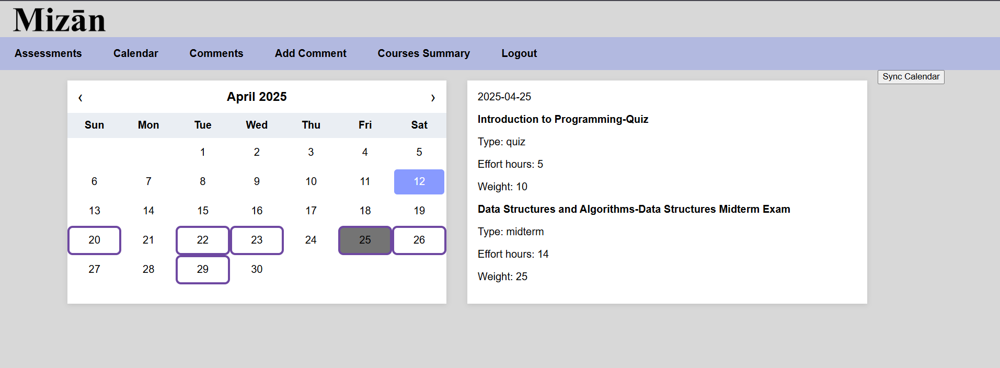 Mizān
Assessments Calendar Comments Add Comment Courses Summary Logout
Sync Calendar
‹ April 2025 ›
Sun Mon Tue Wed Thu Fri Sat
1 2 3 4 5
6 7 8 9 10 11 12
13 14 15 16 17 18 19
20 21 22 23 24 25 26
27 28 29 30
2025-04-25
Introduction to Programming-Quiz
Type: quiz
Effort hours: 5
Weight: 10
Data Structures and Algorithms-Data Structures Midterm Exam
Type: midterm
Effort hours: 14
Weight: 25